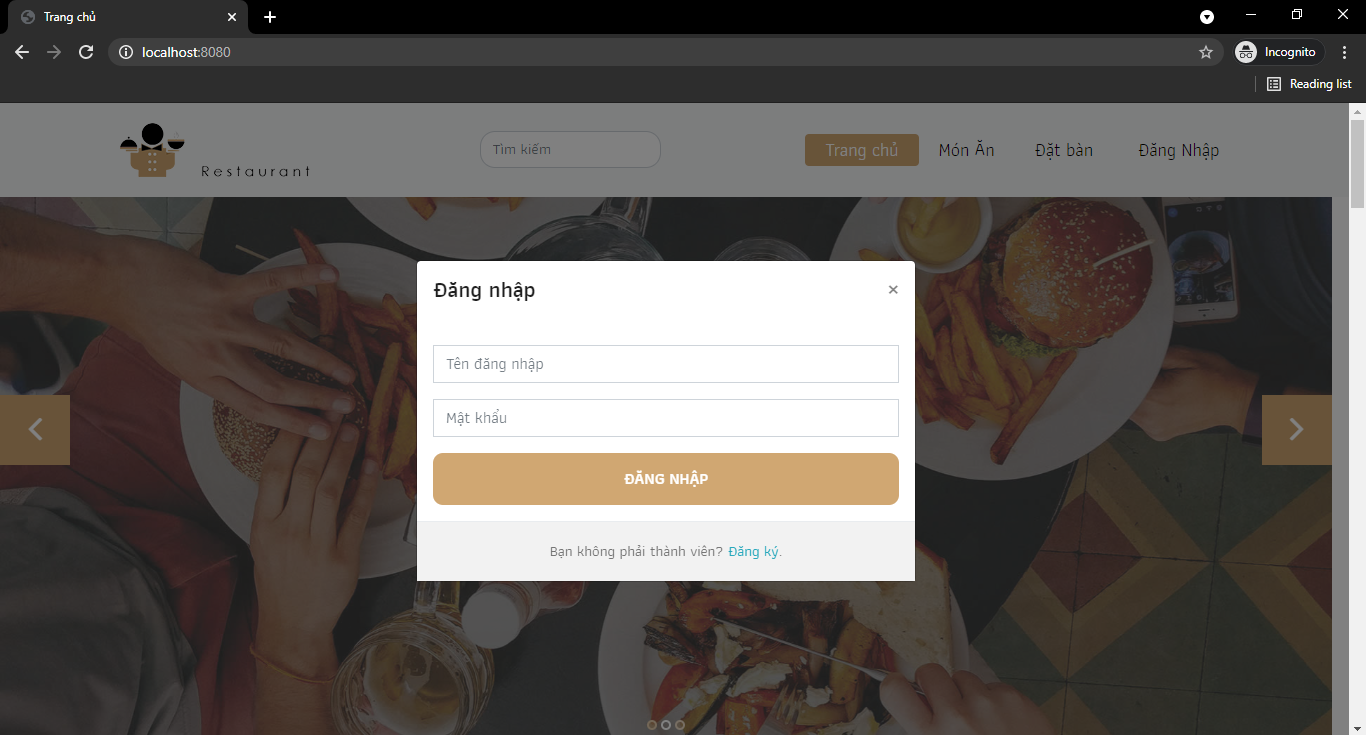 Trang chủ
localhost:8080
Incognito
Reading list
Restaurant
Tìm kiếm
Trang chủ
Món Ăn
Đặt bàn
Đăng Nhập
Đăng nhập
×
Tên đăng nhập
Mật khẩu
ĐĂNG NHẬP
Bạn không phải thành viên? Đăng ký.